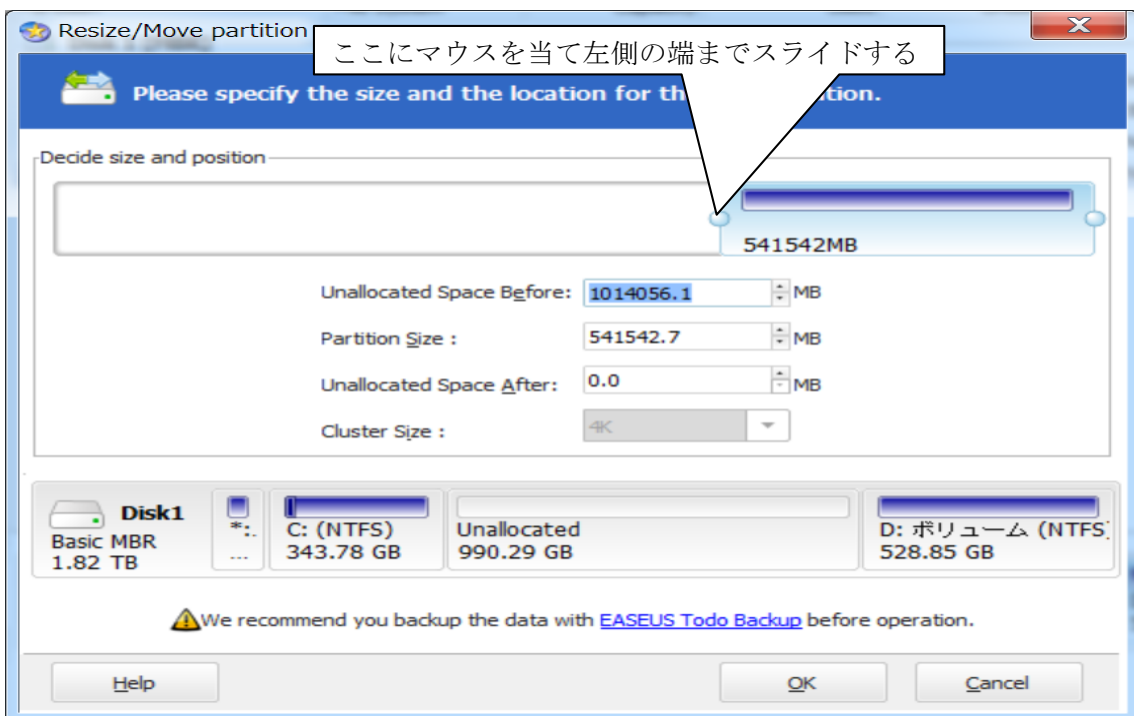 Resize/Move partition
ここにマウスを当て左側の端までスライドする
Please specify the size and the location for th tion.
Decide size and position
541542MB
Unallocated Space Before: 1014056.1 MB
Partition Size : 541542.7 MB
Unallocated Space After: 0.0 MB
Cluster Size : 4K
Disk1
Basic MBR
1.82 TB
*:.
...
C: (NTFS)
343.78 GB
Unallocated
990.29 GB
D: ボリューム (NTFS)
528.85 GB
We recommend you backup the data with EASEUS Todo Backup before operation.
Help
OK
Cancel